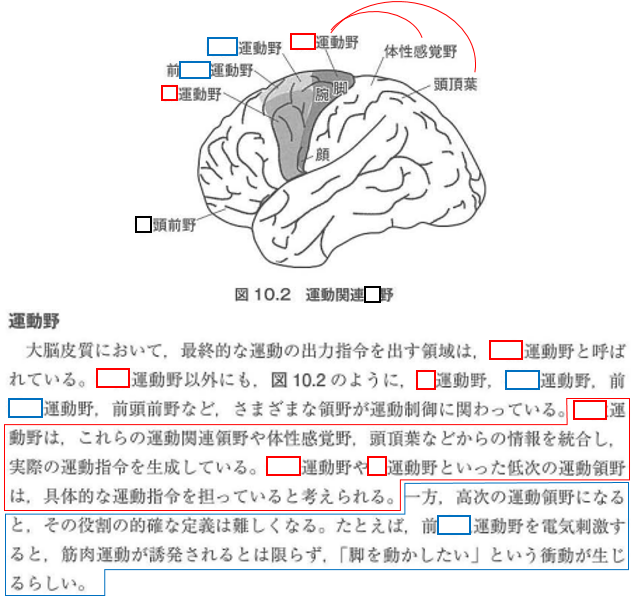 運動野
運動野
体性感覚野
前 運動野
運動野
頭頂葉
腕
脚
顔
頭前野
図 10.2 運動関連 野
運動野
大脳皮質において，最終的な運動の出力指令を出す領域は， 運動野と呼ば
れている。 運動野以外にも，図 10.2 のように， 運動野， 運動野，前
運動野，前頭前野など，さまざまな領野が運動制御に関わっている。 運
動野は，これらの運動関連領野や体性感覚野，頭頂葉などからの情報を統合し，
実際の運動指令を生成している。 運動野や 運動野といった低次の運動領野
は，具体的な運動指令を担っていると考えられる。一方，高次の運動領野になる
と，その役割の的確な定義は難しくなる。たとえば，前 運動野を電気刺激す
ると，筋肉運動が誘発されるとは限らず，「脚を動かしたい」という衝動が生じ
るらしい。